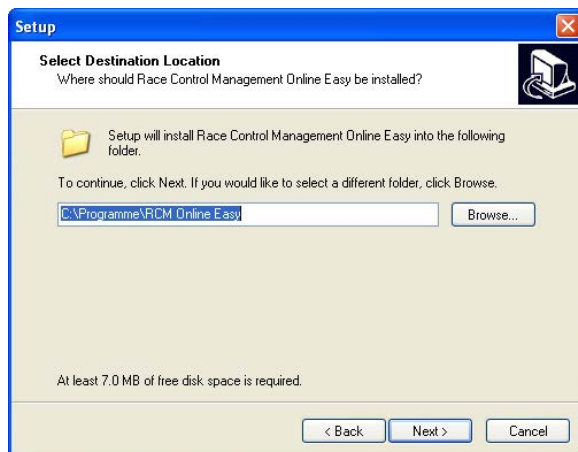 Setup
Select Destination Location
Where should Race Control Management Online Easy be installed?
Setup will install Race Control Management Online Easy into the following
folder.
To continue, click Next. If you would like to select a different folder, click Browse.
C:\Programme\RCM Online Easy
Browse...
At least 7.0 MB of free disk space is required.
< Back
Next >
Cancel